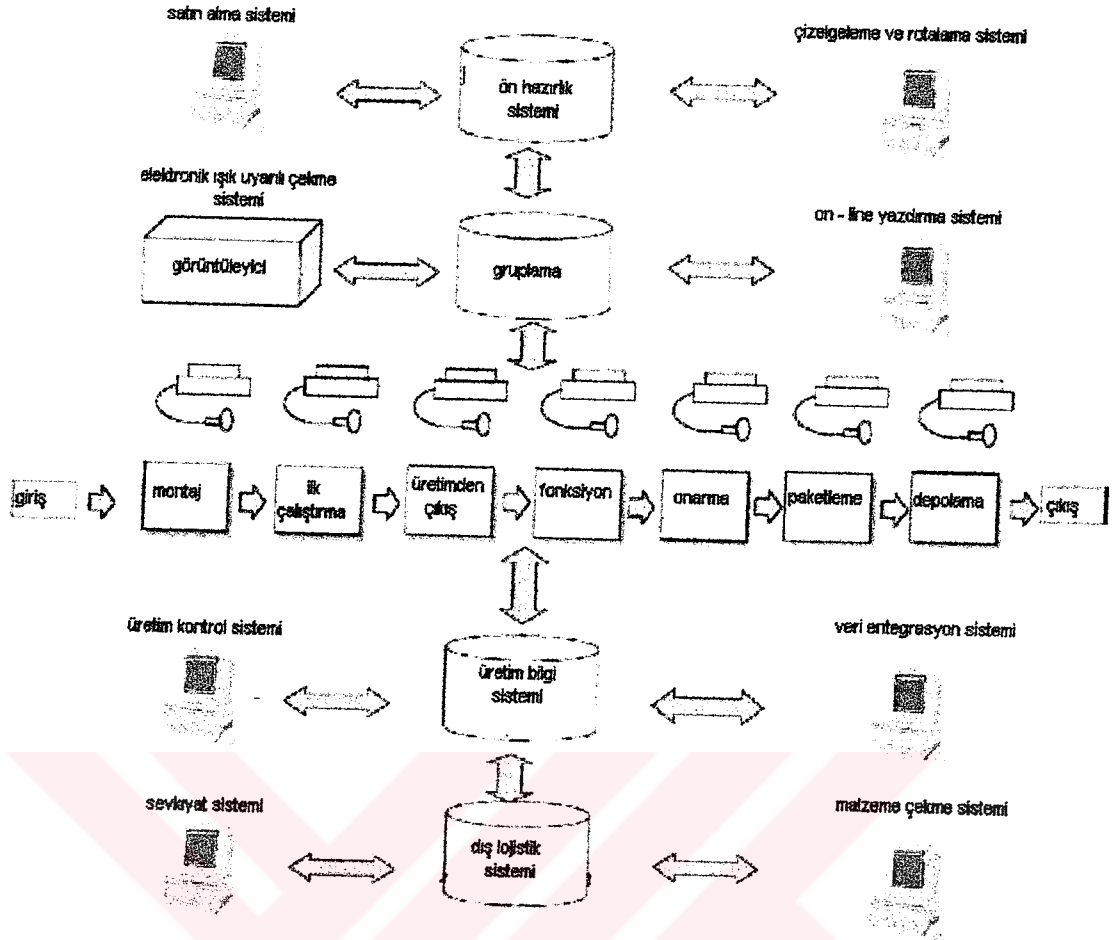 satın alma sistemi
çizelgeleme ve rotalama sistemi
ön hazırlık
sistemi
elektronik ışık uyarılı çekme
sistemi
on - line yazdırma sistemi
görüntüleyici
gruplama
giriş
montaj
ilk
çalıştırma
üretimden
çıkış
fonksiyon
onarma
paketleme
depolama
çıkış
üretim kontrol sistemi
veri entegrasyon sistemi
üretim bilgi
sistemi
sevkıyat sistemi
malzeme çekme sistemi
dış lojistik
sistemi